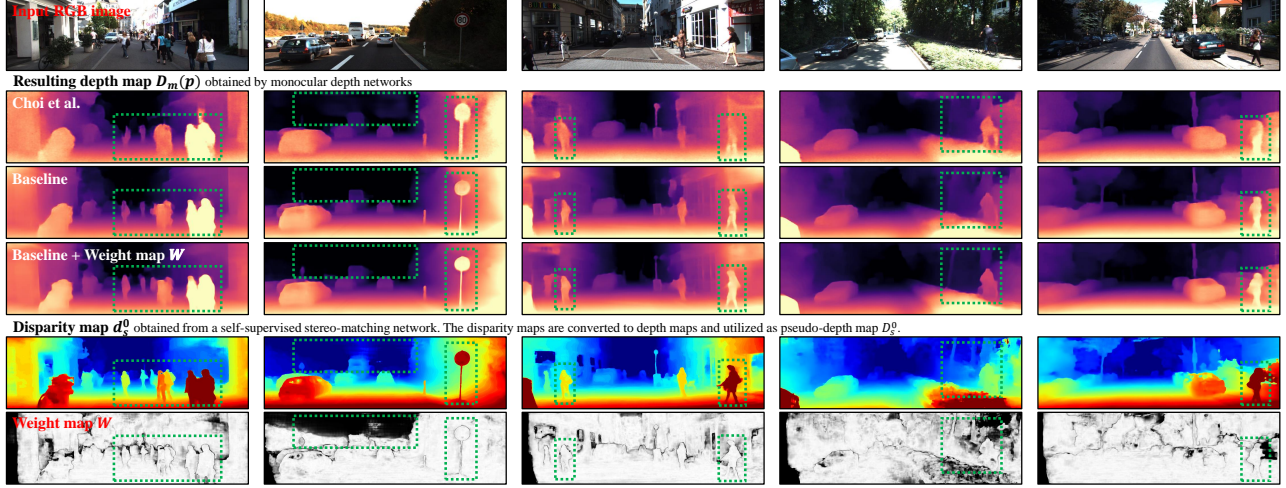 Input RGB image
80
Resulting depth map D_m(p) obtained by monocular depth networks
Choi et al.
Baseline
Baseline + Weight map W
Disparity map d_s^0 obtained from a self-supervised stereo-matching network. The disparity maps are converted to depth maps and utilized as pseudo-depth map D_s^0.
Weight map W